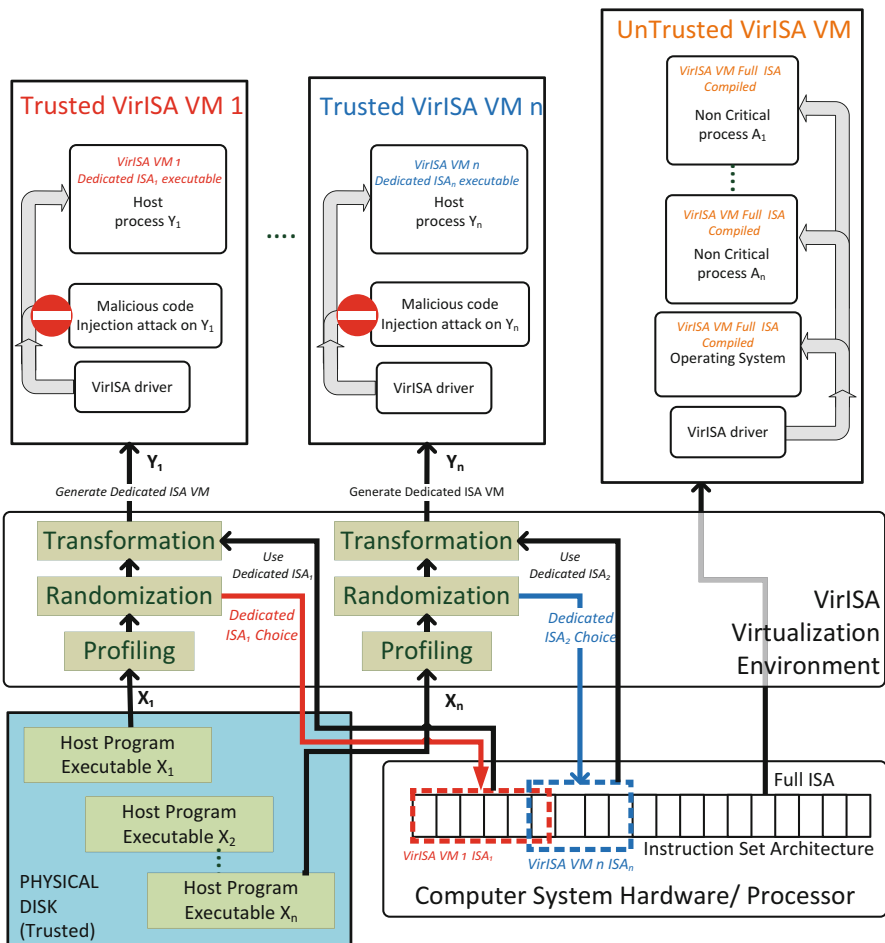 UnTrusted VirISA VM
VirISA VM Full ISA
Compiled
Non Critical
process A1
VirISA VM Full ISA
Compiled
Non Critical
process An
VirISA VM Full ISA
Compiled
Operating System
VirISA driver
Trusted VirISA VM 1
VirISA VM 1
Dedicated ISA1 executable
Host
process Y1
Malicious code
Injection attack on Y1
VirISA driver
....
Trusted VirISA VM n
VirISA VM n
Dedicated ISAn executable
Host
process Yn
Malicious code
Injection attack on Yn
VirISA driver
Y1
Generate Dedicated ISA VM
Yn
Generate Dedicated ISA VM
Transformation
Randomization
Profiling
Use
Dedicated ISA1
Dedicated
ISA1 Choice
Transformation
Randomization
Profiling
Use
Dedicated ISA2
Dedicated
ISA2 Choice
VirISA
Virtualization
Environment
X1
Xn
Host Program
Executable X1
Host Program
Executable X2
Host Program
Executable Xn
PHYSICAL
DISK
(Trusted)
Full ISA
Instruction Set Architecture
VirISA VM 1 ISA1
VirISA VM n ISAn
Computer System Hardware/ Processor